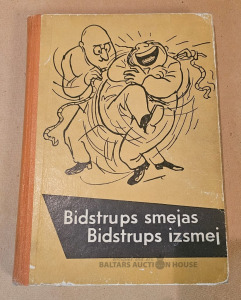 Bidstrups smejas
Bidstrups izsmej
BALTARS AUCTION HOUSE